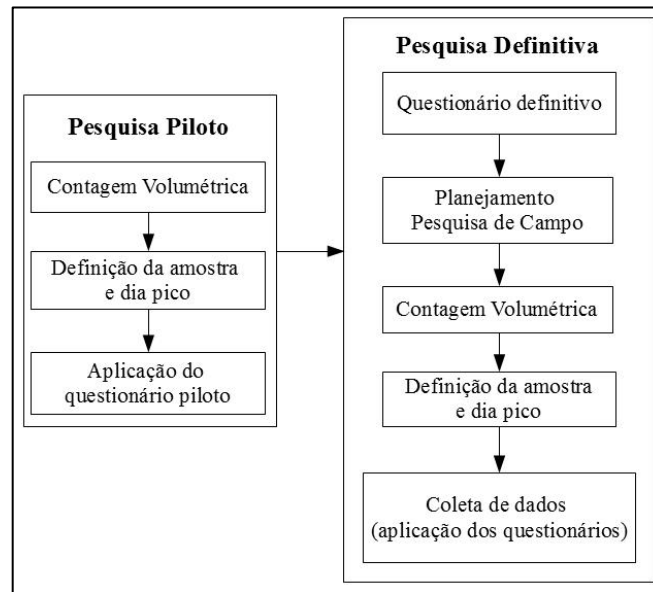 Pesquisa Piloto
Contagem Volumétrica
Definição da amostra
e dia pico
Aplicação do
questionário piloto
Pesquisa Definitiva
Questionário definitivo
Planejamento
Pesquisa de Campo
Contagem Volumétrica
Definição da amostra
e dia pico
Coleta de dados
(aplicação dos questionários)